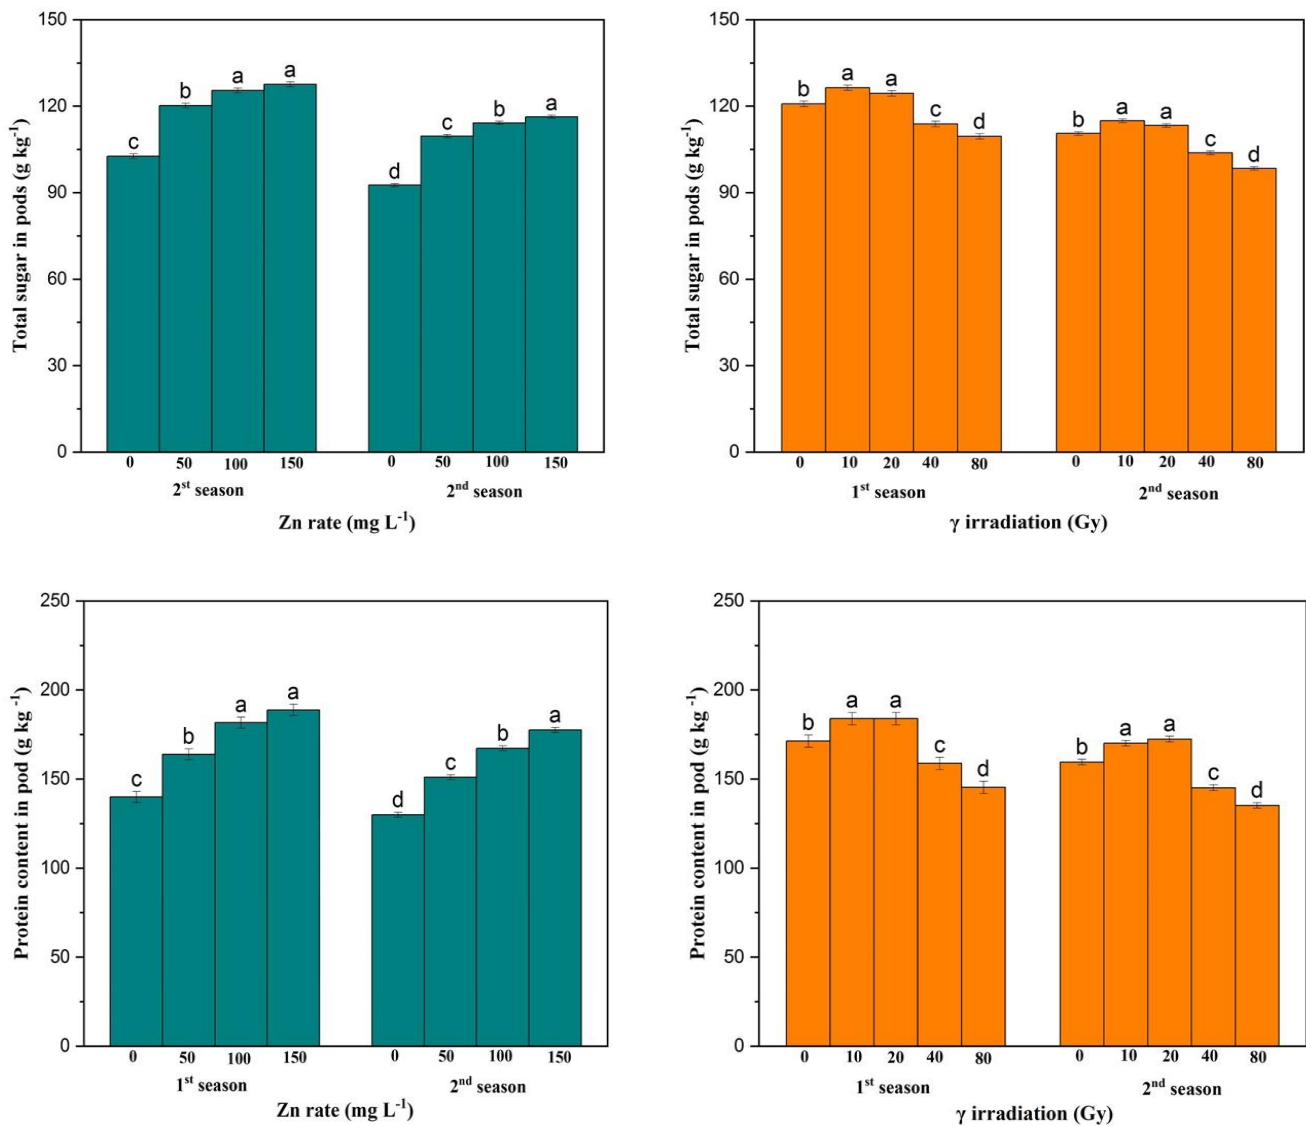 Total sugar in pods (g kg⁻¹)
150
120
90
60
30
0
c
b
a
a
d
c
b
a
0 50 100 150 0 50 100 150
2ˢᵗ season 2ⁿᵈ season
Zn rate (mg L⁻¹)
Total sugar in pods (g kg⁻¹)
150
120
90
60
30
0
b
a
a
c
d
b
a
a
c
d
0 10 20 40 80 0 10 20 40 80
1ˢᵗ season 2ⁿᵈ season
γ irradiation (Gy)
Protein content in pod (g kg ⁻¹)
250
200
150
100
50
0
c
b
a
a
d
c
b
a
0 50 100 150 0 50 100 150
1ˢᵗ season 2ⁿᵈ season
Zn rate (mg L⁻¹)
Protein content in pod (g kg ⁻¹)
250
200
150
100
50
0
b
a
a
c
d
b
a
a
c
d
0 10 20 40 80 0 10 20 40 80
1ˢᵗ season 2ⁿᵈ season
γ irradiation (Gy)